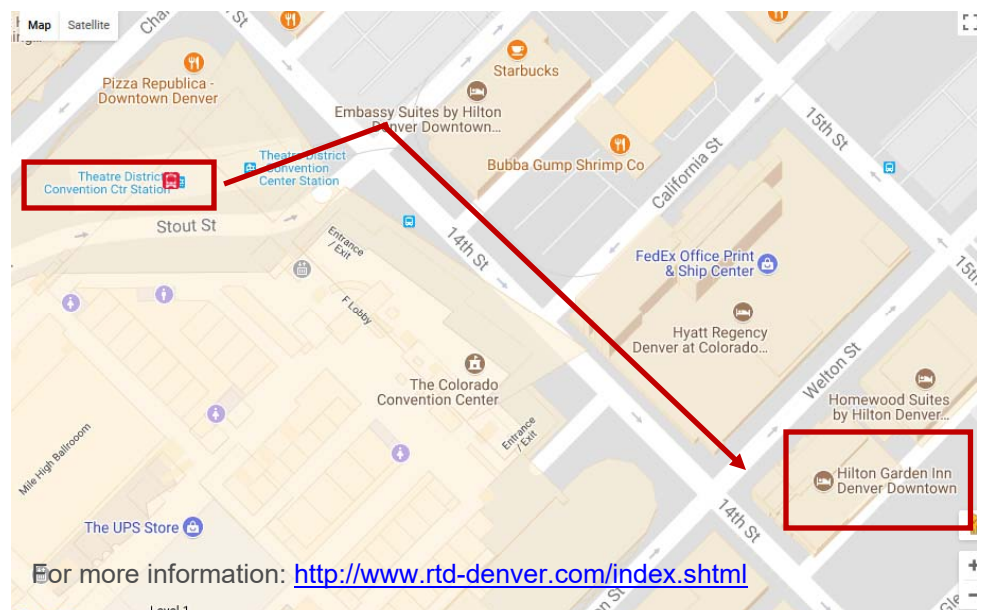 Map Satellite
Pizza Republica -
Downtown Denver
Starbucks
Embassy Suites by Hilton
Denver Downtown...
Bubba Gump Shrimp Co
15th St
California St
Theatre District
Convention Ctr Station
Theatre District
Convention
Center Station
Stout St
Entrance
/ Exit
14th St
FedEx Office Print
& Ship Center
15th
F Lobby
Hyatt Regency
Denver at Colorado...
Welton St
The Colorado
Convention Center
Homewood Suites
by Hilton Denver...
Entrance
/ Exit
Mile High Ballrooom
Hilton Garden Inn
Denver Downtown
14th St
The UPS Store
For more information: http://www.rtd-denver.com/index.shtml
Level 1